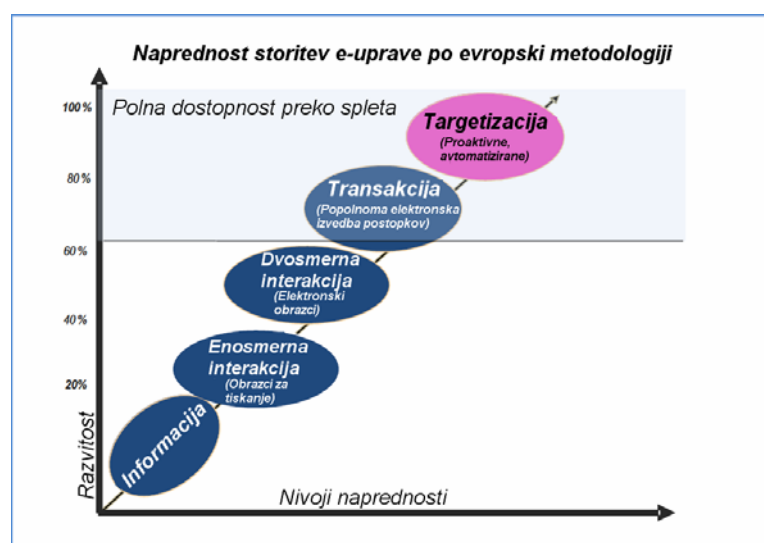 Naprednost storitev e-uprave po evropski metodologiji
100%
Polna dostopnost preko spleta
Targetizacija
(Proaktivne,
avtomatizirane)
80%
Transakcija
(Popolnoma elektronska
izvedba postopkov)
60%
Dvosmerna
interakcija
(Elektronski
obrazci)
40%
Enosmerna
interakcija
(Obrazci za
tiskanje)
20%
Informacija
Razvitost
Nivoji naprednosti